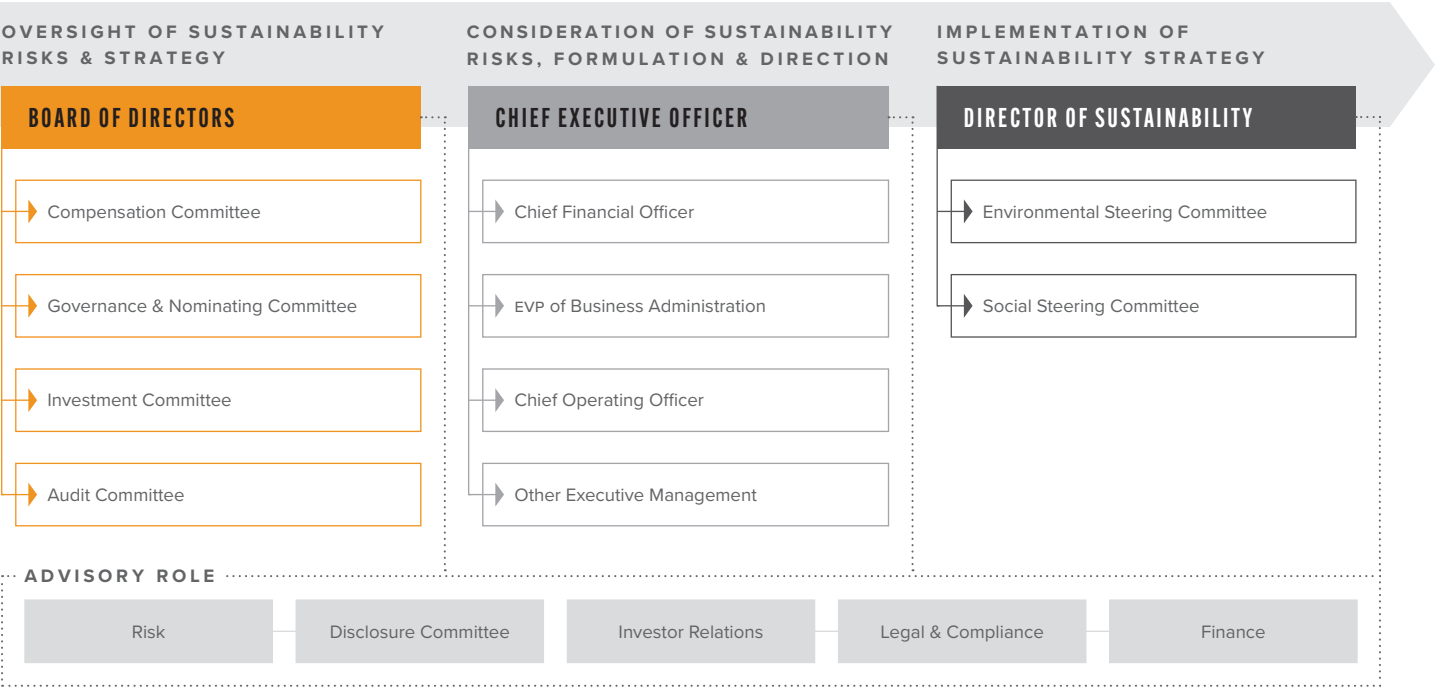 OVERSIGHT OF SUSTAINABILITY
RISKS & STRATEGY
BOARD OF DIRECTORS
Compensation Committee
Governance & Nominating Committee
Investment Committee
Audit Committee
CONSIDERATION OF SUSTAINABILITY
RISKS, FORMULATION & DIRECTION
CHIEF EXECUTIVE OFFICER
Chief Financial Officer
EVP of Business Administration
Chief Operating Officer
Other Executive Management
IMPLEMENTATION OF
SUSTAINABILITY STRATEGY
DIRECTOR OF SUSTAINABILITY
Environmental Steering Committee
Social Steering Committee
ADVISORY ROLE
Risk
Disclosure Committee
Investor Relations
Legal & Compliance
Finance